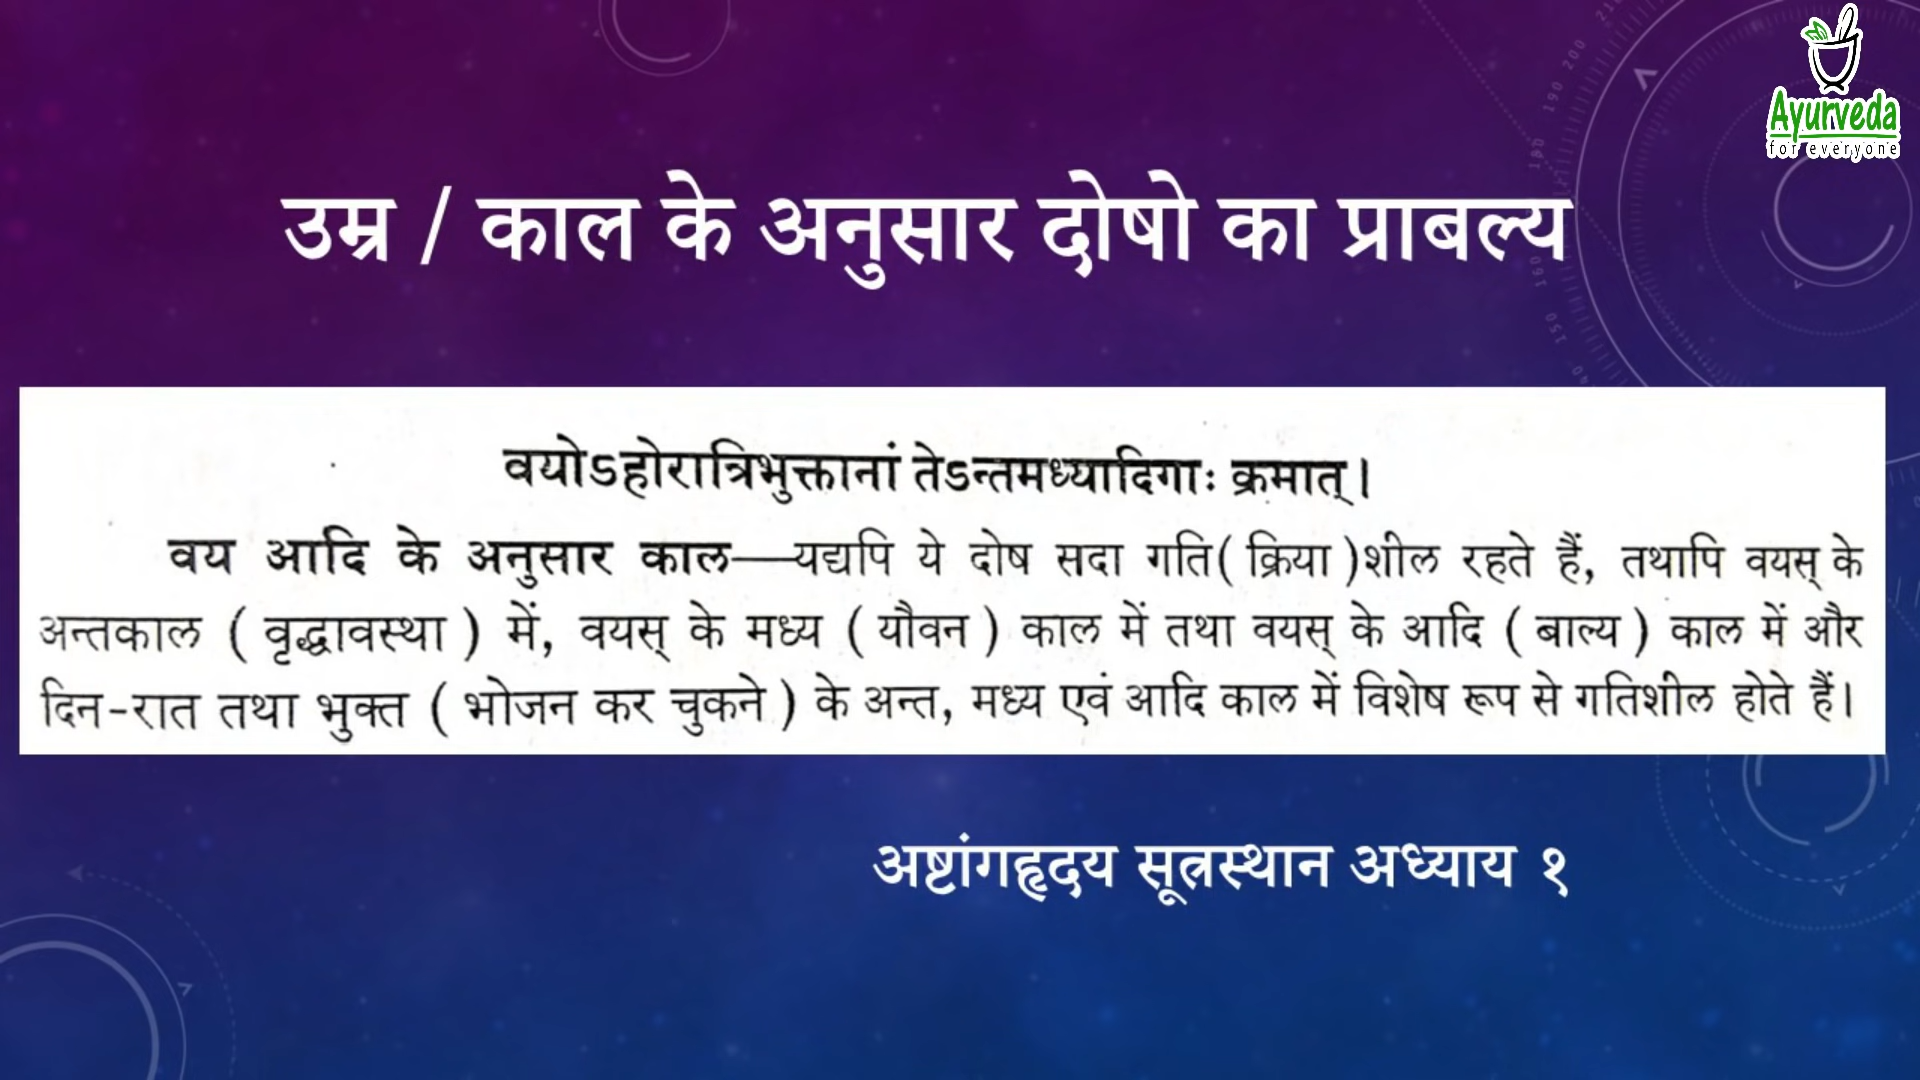 Ayurveda
for everyone
उम्र / काल के अनुसार दोषो का प्राबल्य
वयोऽहोरात्रिभुक्तानां तेऽन्तमध्यादिगाः क्रमात्।
वय आदि के अनुसार काल—यद्यपि ये दोष सदा गति( क्रिया )शील रहते हैं, तथापि वयस् के
अन्तकाल ( वृद्धावस्था ) में, वयस् के मध्य ( यौवन ) काल में तथा वयस् के आदि ( बाल्य ) काल में और
दिन-रात तथा भुक्त ( भोजन कर चुकने ) के अन्त, मध्य एवं आदि काल में विशेष रूप से गतिशील होते हैं।
अष्टांगहृदय सूत्रस्थान अध्याय १